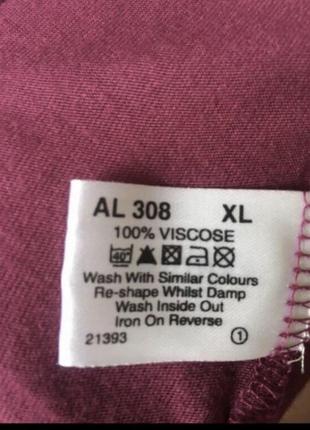 AL 308 XL
100% VISCOSE
40°
Wash With Similar Colours
Re-shape Whilst Damp
Wash Inside Out
Iron On Reverse
21393 1